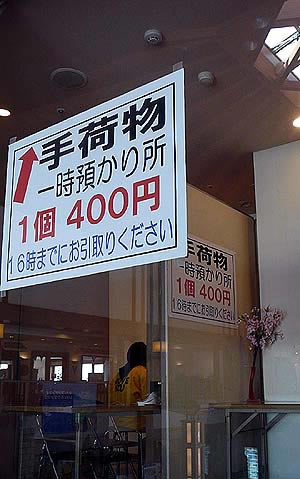 手荷物
一時預かり所
1個 400円
16時までにお引取りください
手荷物
一時預かり所
1個 400円
16時までにお引取りください